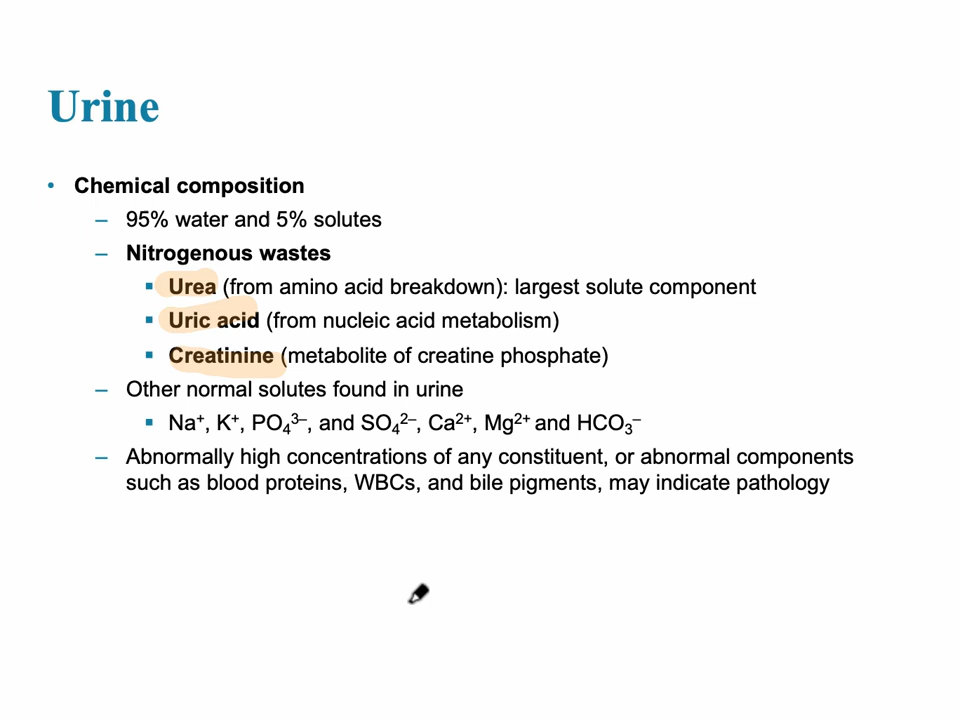 Urine
• Chemical composition
– 95% water and 5% solutes
– Nitrogenous wastes
▪ Urea (from amino acid breakdown): largest solute component
▪ Uric acid (from nucleic acid metabolism)
▪ Creatinine (metabolite of creatine phosphate)
– Other normal solutes found in urine
▪ Na⁺, K⁺, PO₄³⁻, and SO₄²⁻, Ca²⁺, Mg²⁺ and HCO₃⁻
– Abnormally high concentrations of any constituent, or abnormal components
such as blood proteins, WBCs, and bile pigments, may indicate pathology